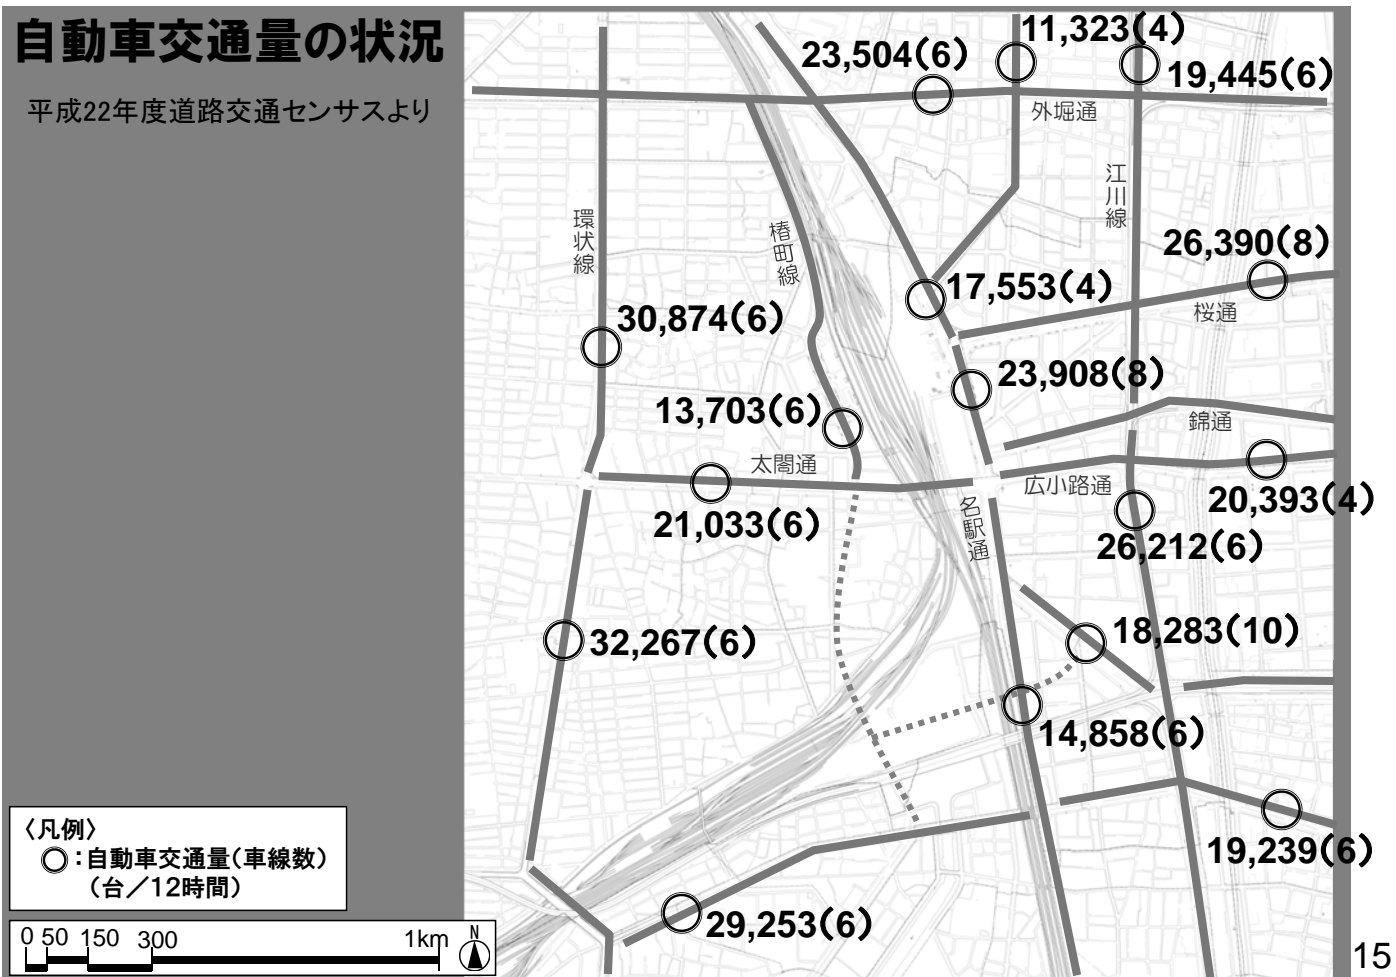 自動車交通量の状況
平成22年度道路交通センサスより
23,504(6)
11,323(4)
19,445(6)
外堀通
江川線
環状線
椿町線
26,390(8)
17,553(4)
桜通
30,874(6)
23,908(8)
13,703(6)
錦通
太閤通
広小路通
20,393(4)
21,033(6)
名駅通
26,212(6)
32,267(6)
18,283(10)
14,858(6)
19,239(6)
29,253(6)
〈凡例〉
◯：自動車交通量(車線数)
(台／12時間)
0 50 150 300 1km N
15